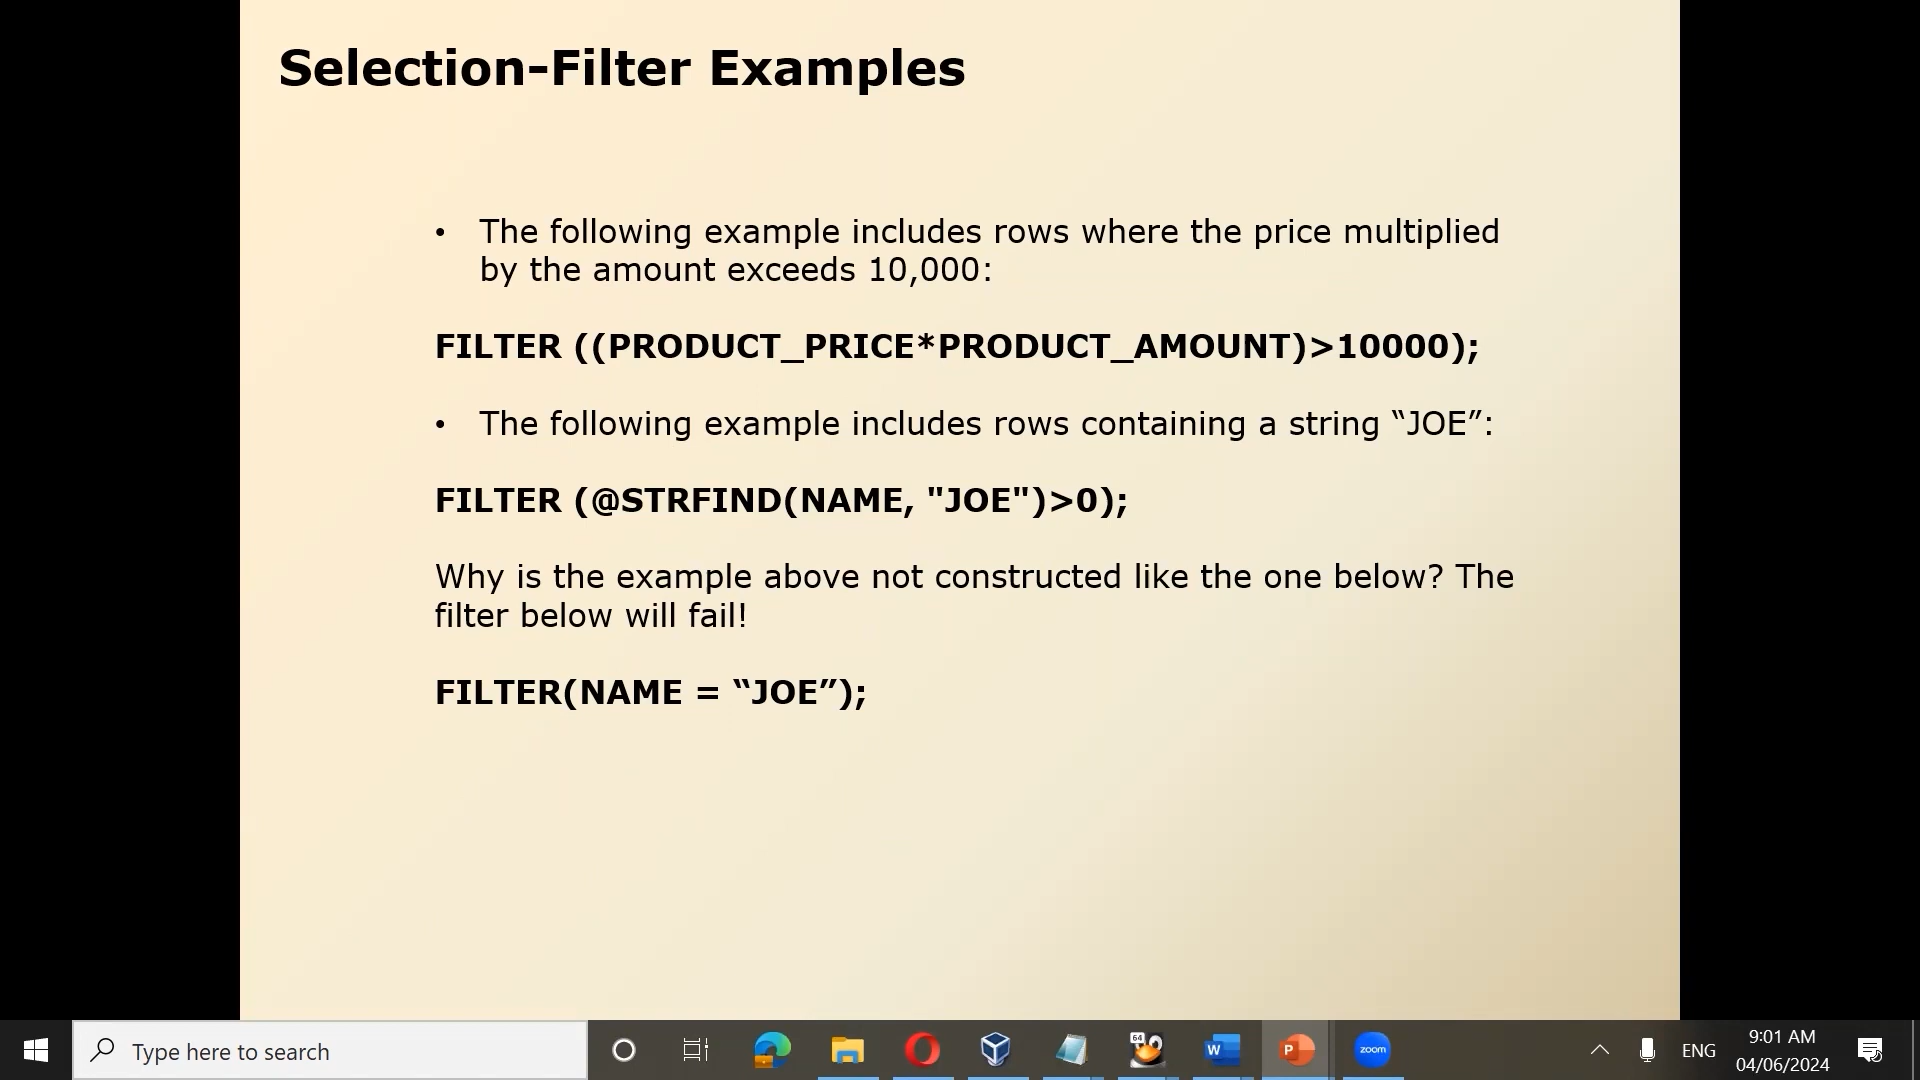 Selection-Filter Examples
• The following example includes rows where the price multiplied
by the amount exceeds 10,000:
FILTER ((PRODUCT_PRICE*PRODUCT_AMOUNT)>10000);
• The following example includes rows containing a string “JOE”:
FILTER (@STRFIND(NAME, "JOE")>0);
Why is the example above not constructed like the one below? The
filter below will fail!
FILTER(NAME = “JOE”);
Type here to search
64
W
P
zoom
ENG
9:01 AM
04/06/2024